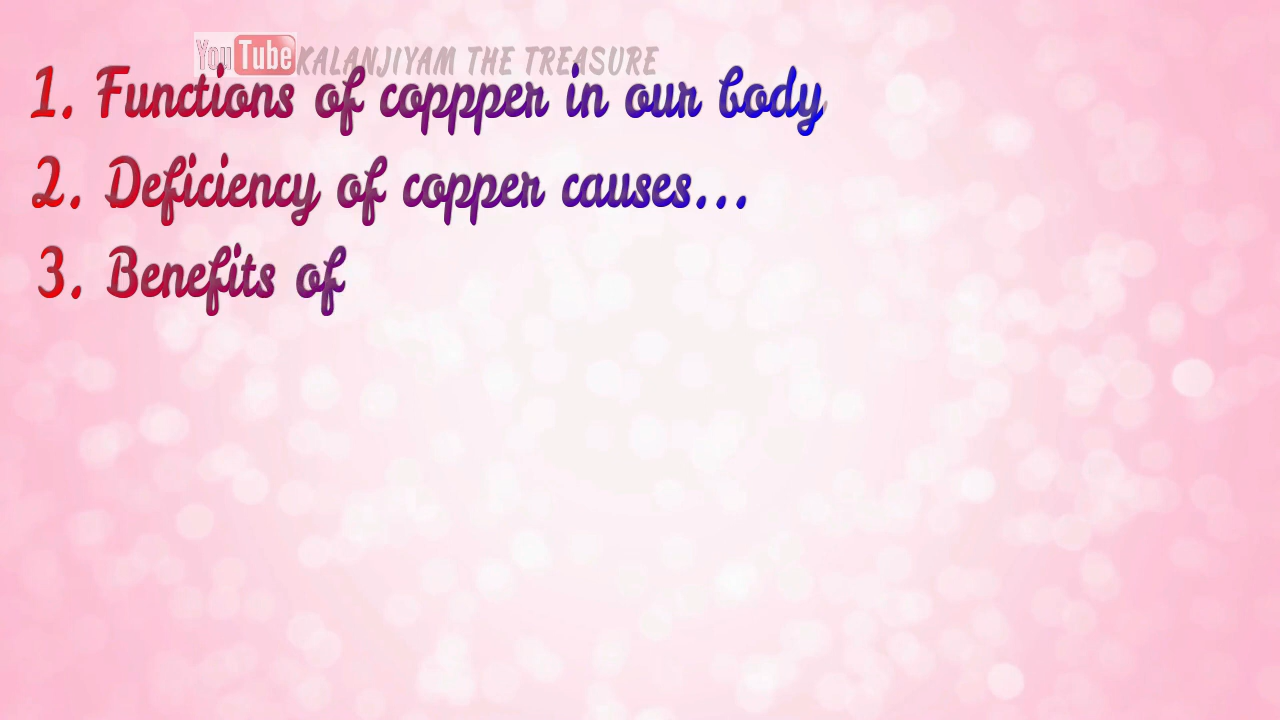 YouTube KALANJIYAM THE TREASURE
1. Functions of coppper in our body
2. Deficiency of copper causes...
3. Benefits of